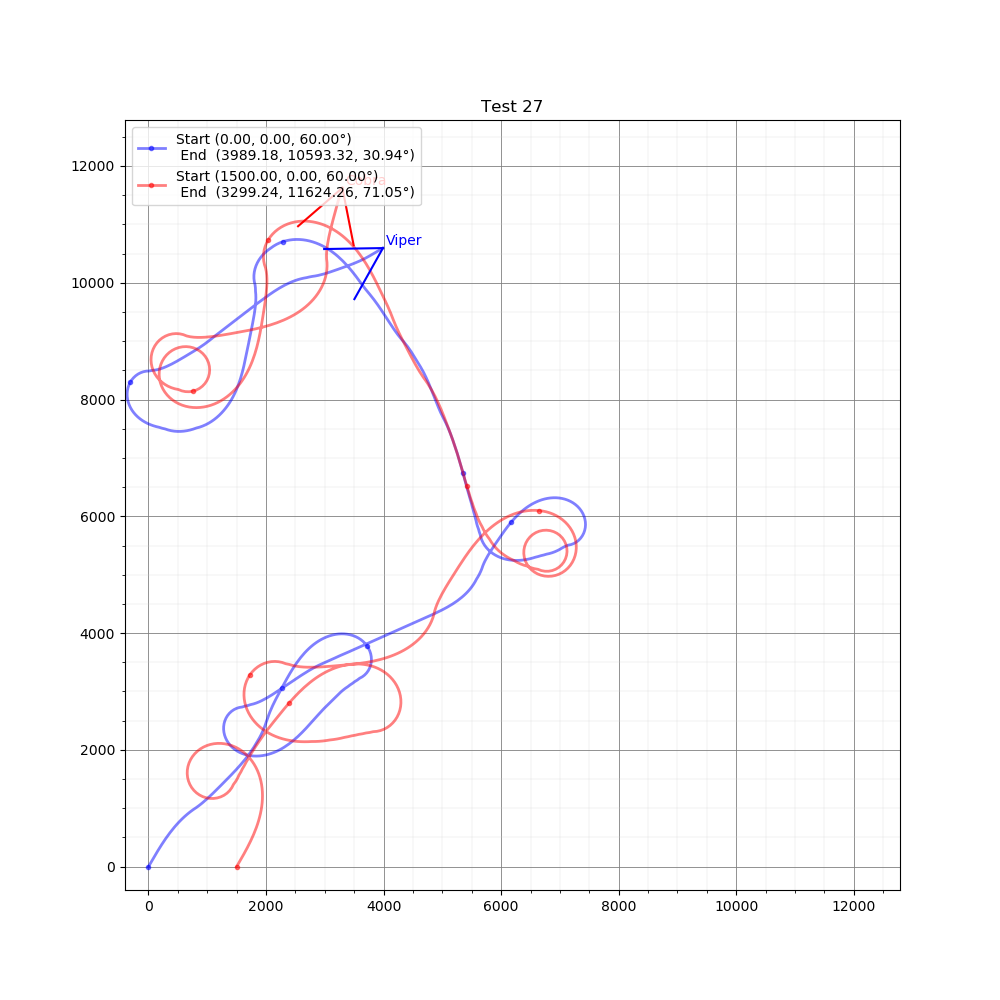 Test 27
Start (0.00, 0.00, 60.00°)
End (3989.18, 10593.32, 30.94°)
Start (1500.00, 0.00, 60.00°)
End (3299.24, 11624.26, 71.05°)
Viper
12000
10000
8000
6000
4000
2000
0
0 2000 4000 6000 8000 10000 12000